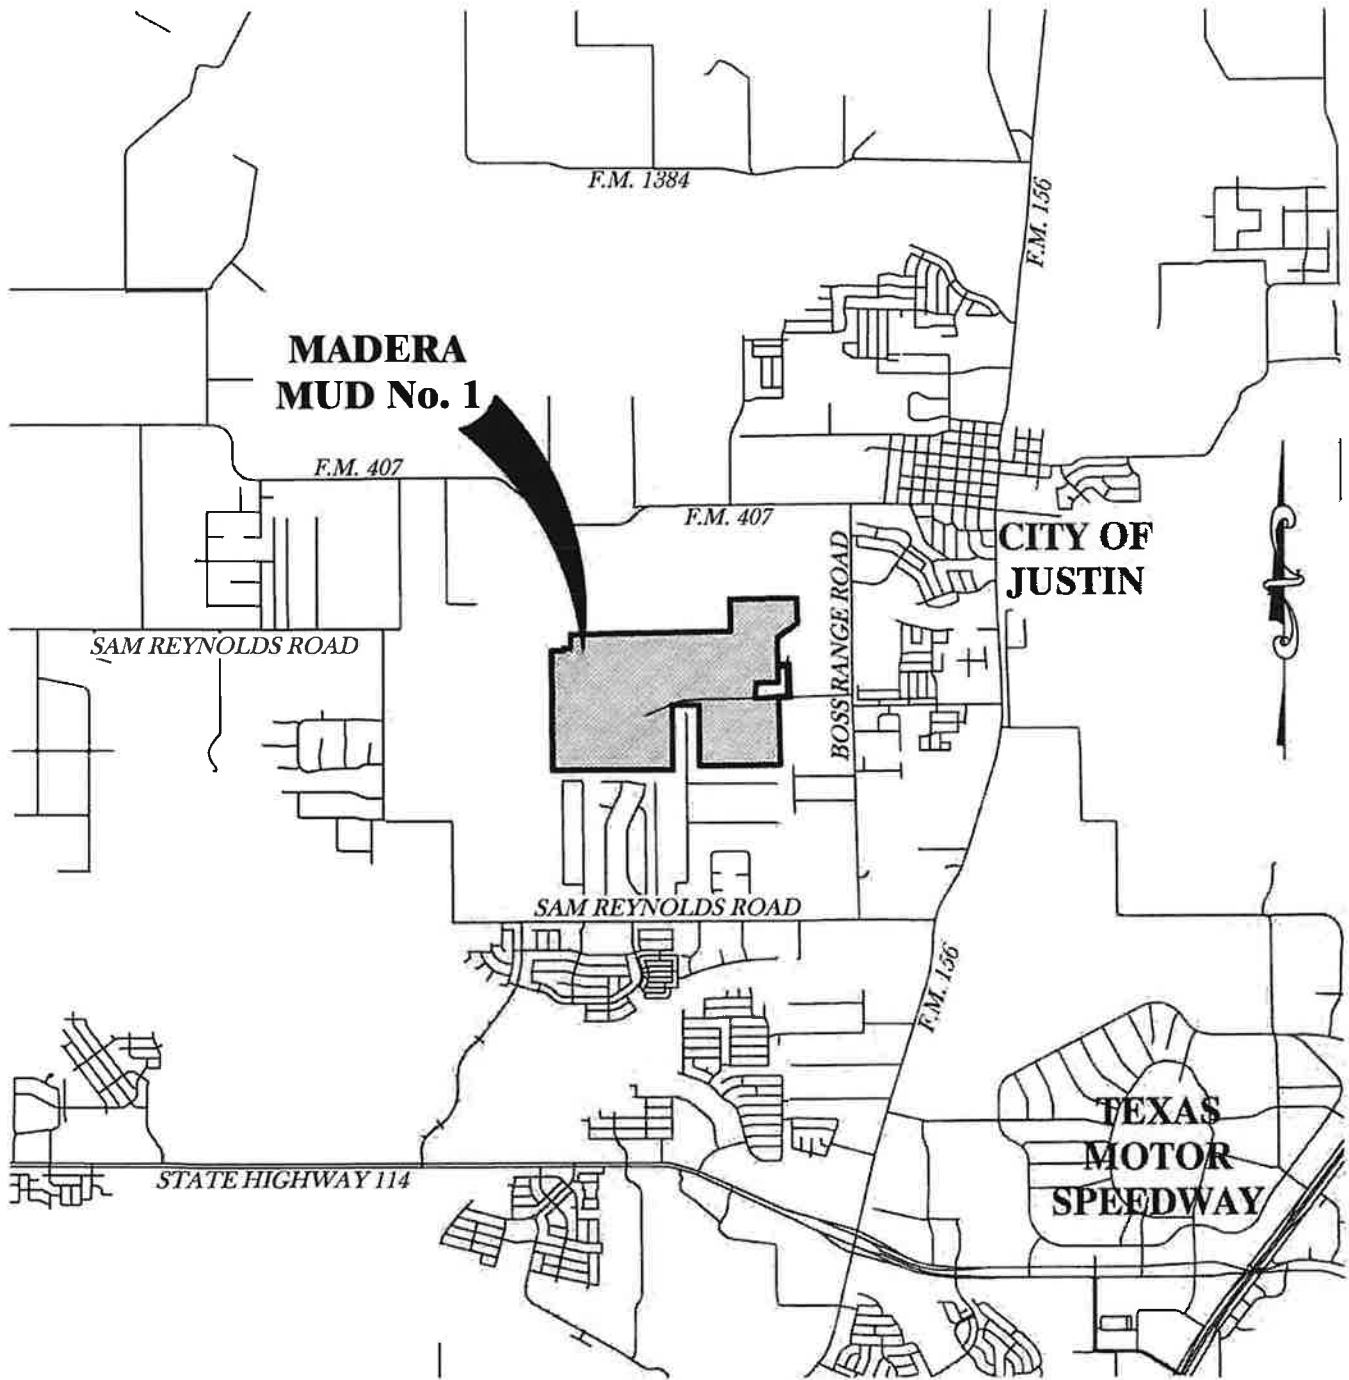 F.M. 1384
F.M. 156
MADERA
MUD No. 1
F.M. 407
F.M. 407
CITY OF
JUSTIN
BOSS RANGE ROAD
SAM REYNOLDS ROAD
SAM REYNOLDS ROAD
F.M. 156
TEXAS
MOTOR
SPEEDWAY
STATE HIGHWAY 114